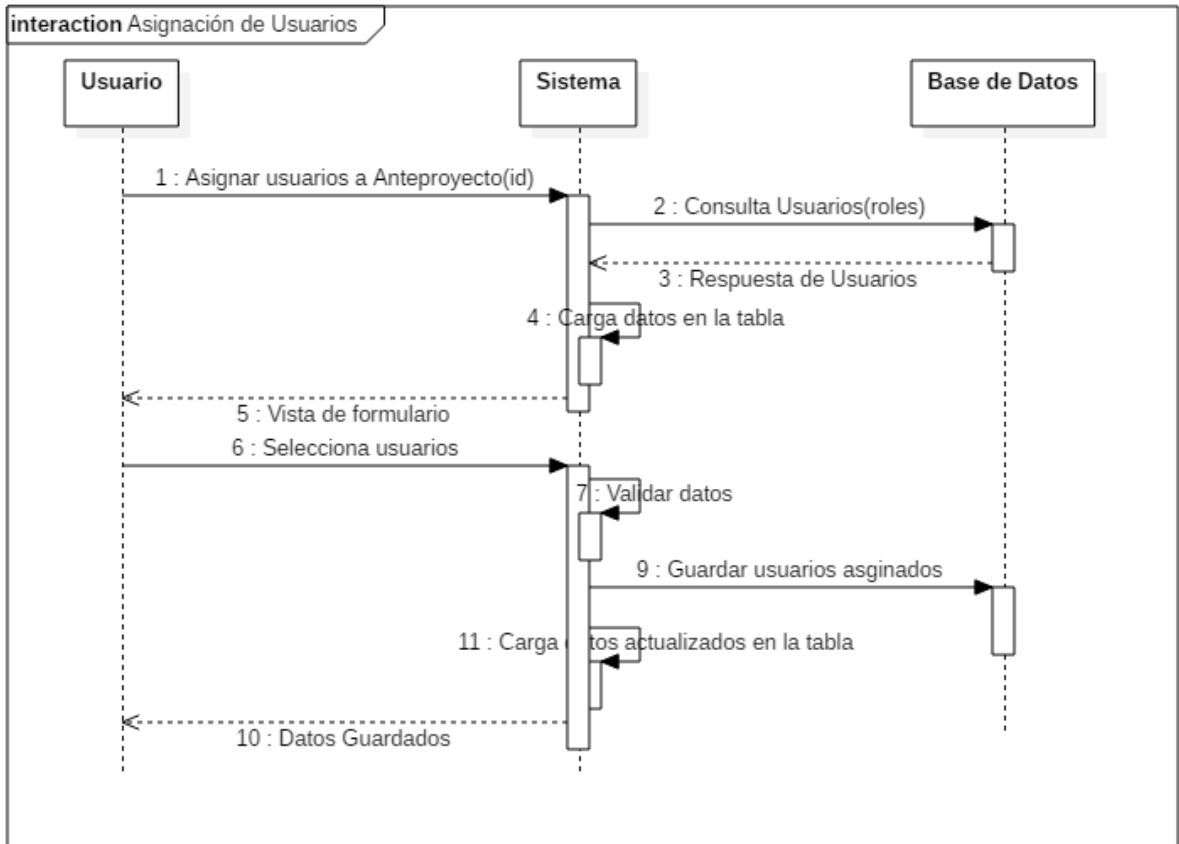 interaction Asignación de Usuarios
Usuario
Sistema
Base de Datos
1 : Asignar usuarios a Anteproyecto(id)
2 : Consulta Usuarios(roles)
3 : Respuesta de Usuarios
4 : Carga datos en la tabla
5 : Vista de formulario
6 : Selecciona usuarios
7 : Validar datos
9 : Guardar usuarios asginados
11 : Carga datos actualizados en la tabla
10 : Datos Guardados